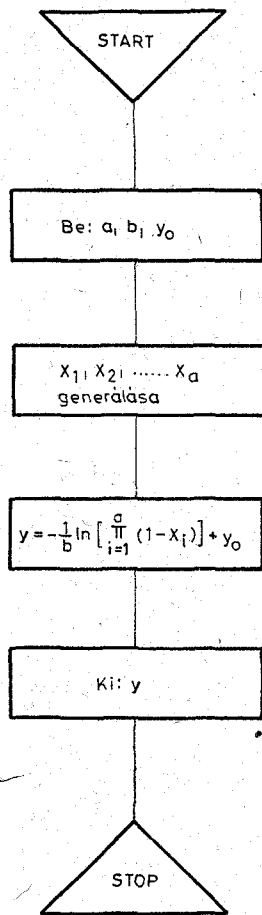 START
Be: a, b, y₀
X₁, X₂, ...... Xₐ
generálása
y = -1/b ln [ a ∏ i=1 (1-Xᵢ) ] + y₀
Ki: y
STOP